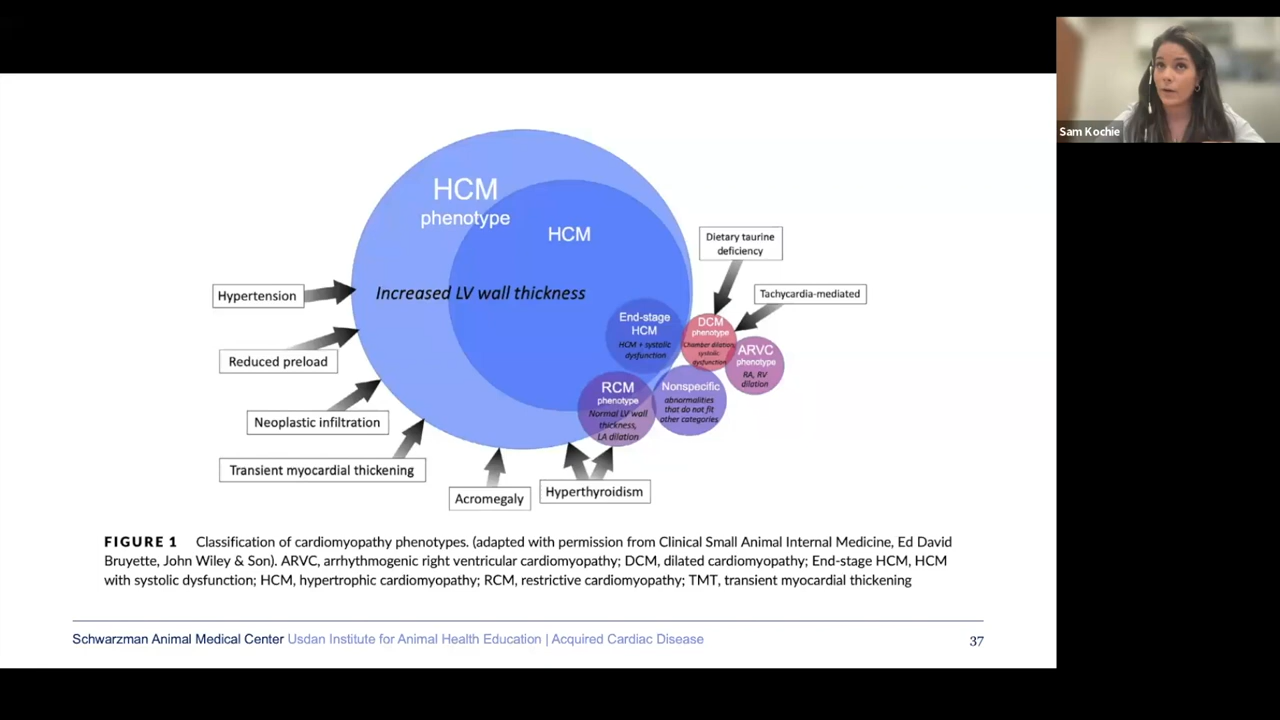 Sam Kochie
HCM
phenotype
HCM
Increased LV wall thickness
Dietary taurine
deficiency
Tachycardia-mediated
Hypertension
Reduced preload
Neoplastic infiltration
Transient myocardial thickening
Acromegaly
Hyperthyroidism
End-stage
HCM
HCM + systolic
dysfunction
DCM
phenotype
Chamber dilation,
systolic
dysfunction
ARVC
phenotype
RA, RV
dilation
RCM
phenotype
Normal LV wall
thickness,
LA dilation
Nonspecific
abnormalities
that do not fit
other categories
FIGURE 1 Classification of cardiomyopathy phenotypes. (adapted with permission from Clinical Small Animal Internal Medicine, Ed David
Bruyette, John Wiley & Son). ARVC, arrhythmogenic right ventricular cardiomyopathy; DCM, dilated cardiomyopathy; End-stage HCM, HCM
with systolic dysfunction; HCM, hypertrophic cardiomyopathy; RCM, restrictive cardiomyopathy; TMT, transient myocardial thickening
Schwarzman Animal Medical Center Usdan Institute for Animal Health Education | Acquired Cardiac Disease
37